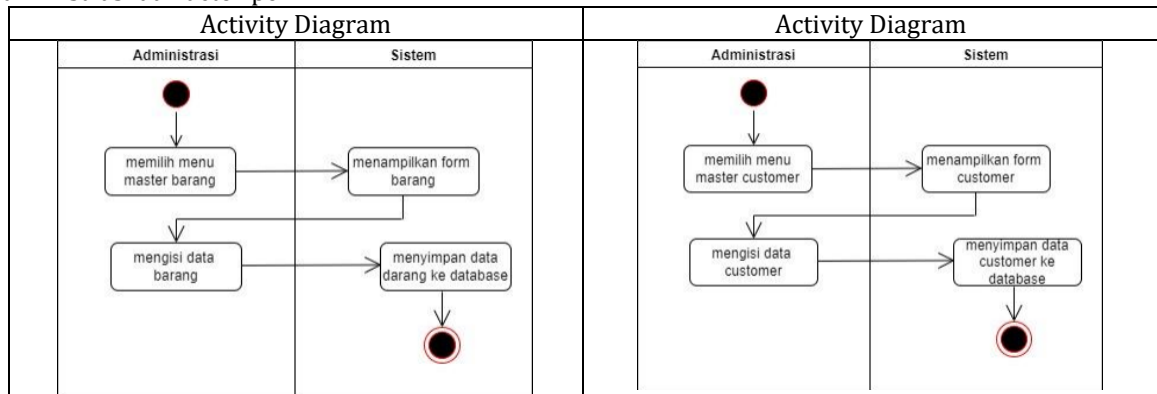 Activity Diagram
Administrasi
Sistem
memilih menu
master barang
menampilkan form
barang
mengisi data
barang
menyimpan data
darang ke database
Activity Diagram
Administrasi
Sistem
memilih menu
master customer
menampilkan form
customer
mengisi data
customer
menyimpan data
customer ke
database